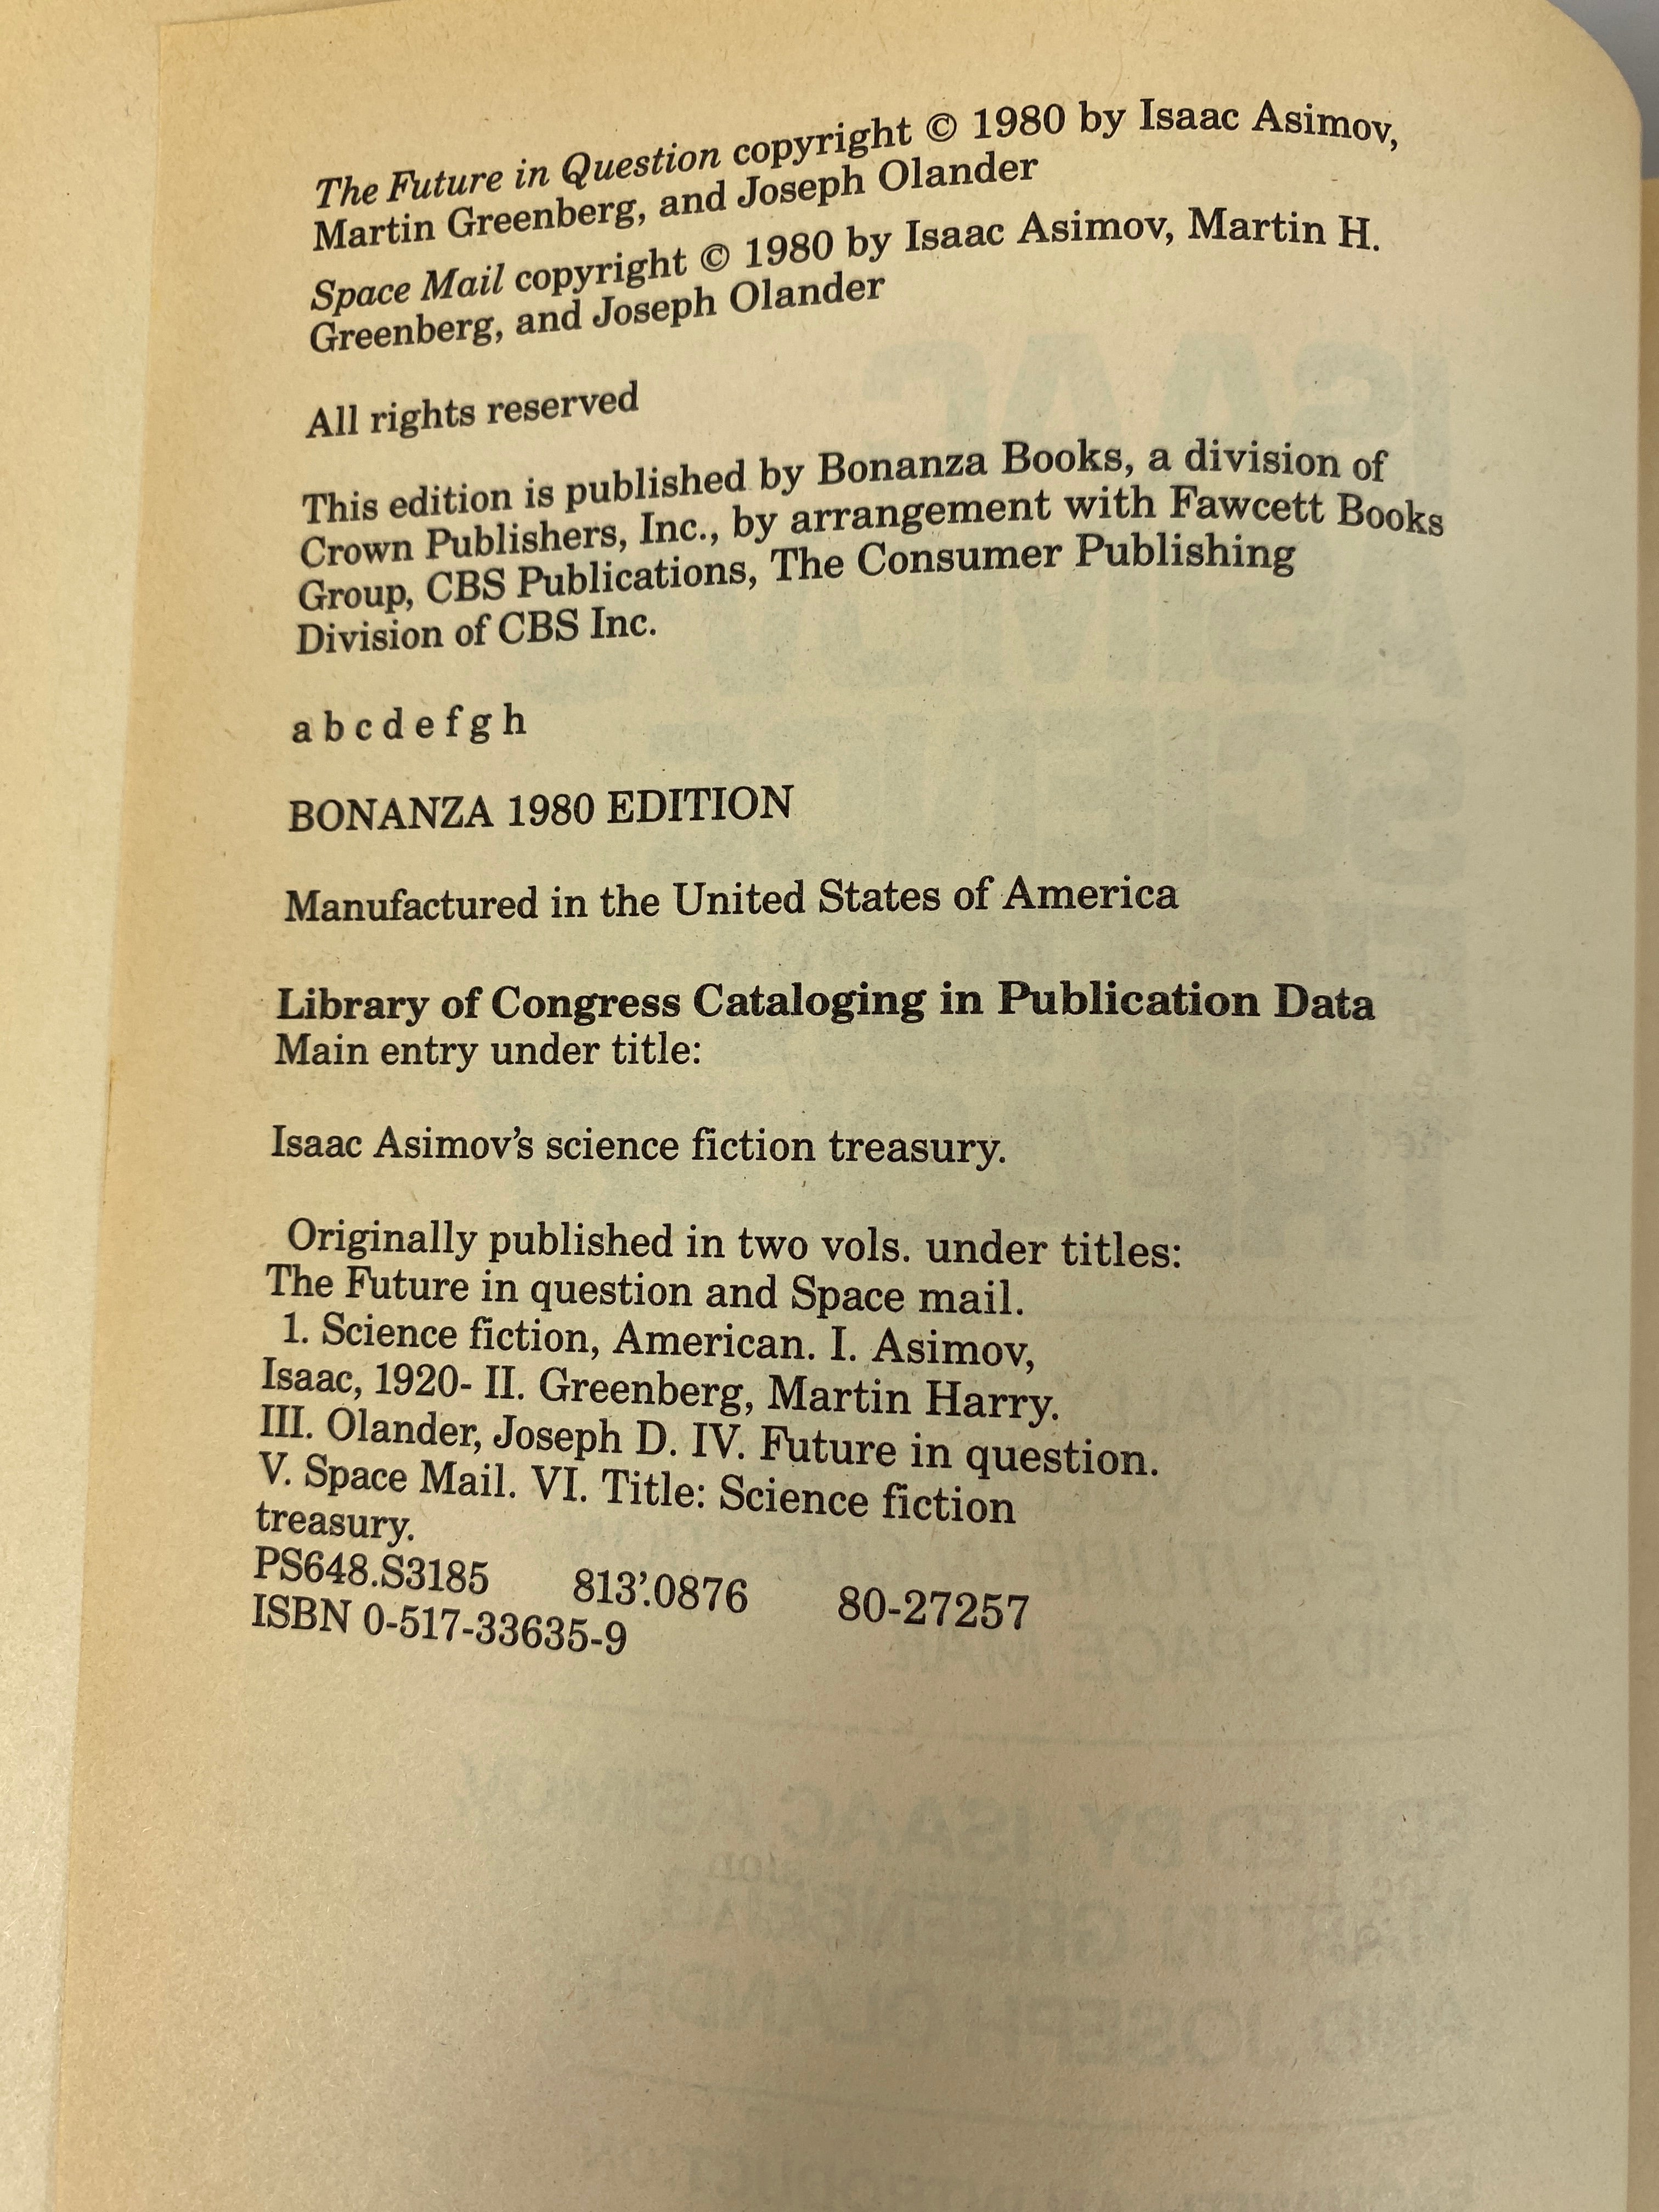 The Future in Question copyright © 1980 by Isaac Asimov,
Martin Greenberg, and Joseph Olander
Space Mail copyright © 1980 by Isaac Asimov, Martin H.
Greenberg, and Joseph Olander
All rights reserved
This edition is published by Bonanza Books, a division of
Crown Publishers, Inc., by arrangement with Fawcett Books
Group, CBS Publications, The Consumer Publishing
Division of CBS Inc.
a b c d e f g h
BONANZA 1980 EDITION
Manufactured in the United States of America
Library of Congress Cataloging in Publication Data
Main entry under title:
Isaac Asimov's science fiction treasury.
Originally published in two vols. under titles:
The Future in question and Space mail.
1. Science fiction, American. I. Asimov,
Isaac, 1920- II. Greenberg, Martin Harry.
III. Olander, Joseph D. IV. Future in question.
V. Space Mail. VI. Title: Science fiction
treasury.
PS648.S3185 813'.0876 80-27257
ISBN 0-517-33635-9